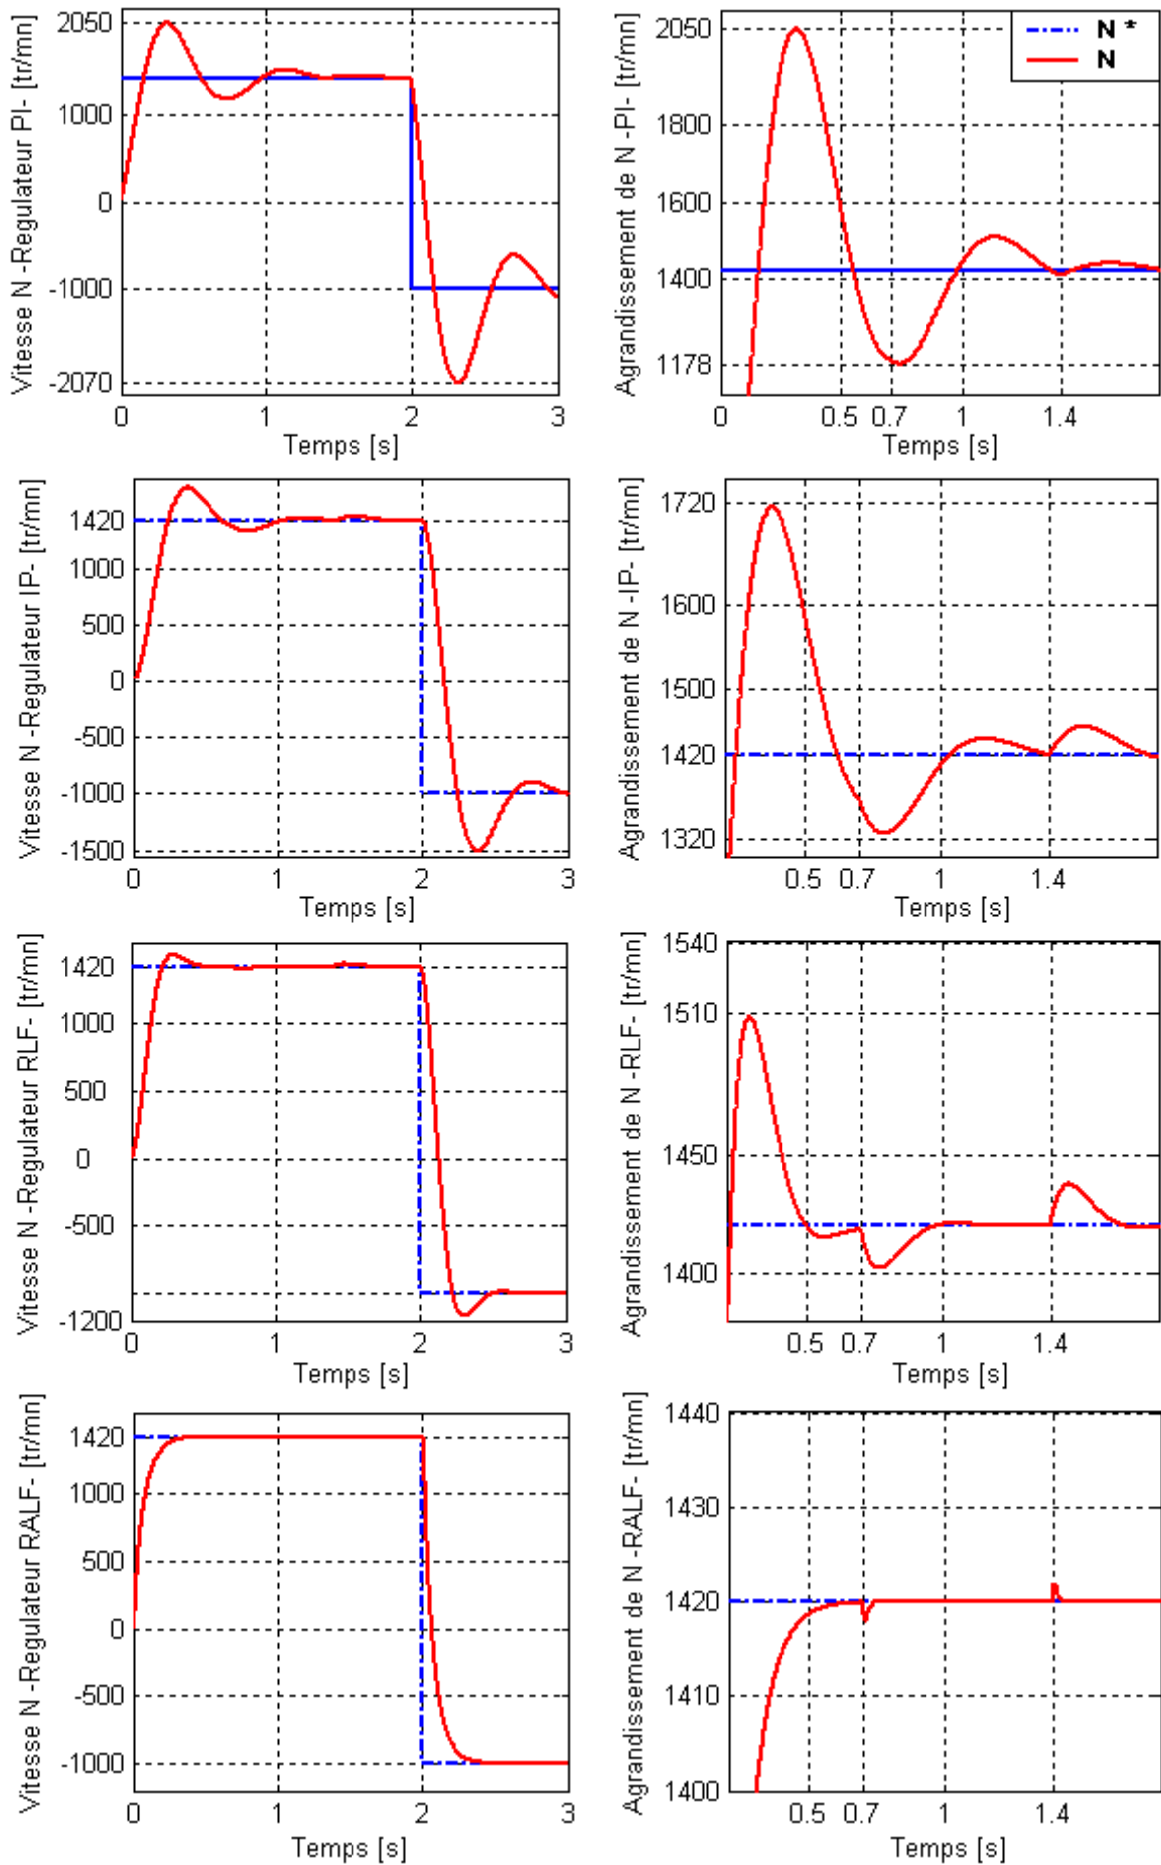 Vitesse N -Regulateur PI- [tr/mn]
2050
1000
0
-1000
-2070
0 1 2 3
Temps [s]
Agrandissement de N -PI- [tr/mn]
2050
1800
1600
1400
1178
0 0.5 0.7 1 1.4
Temps [s]
N *
N
Vitesse N -Regulateur IP- [tr/mn]
1420
1000
500
0
-500
-1000
-1500
0 1 2 3
Temps [s]
Agrandissement de N -IP- [tr/mn]
1720
1600
1500
1420
1320
0.5 0.7 1 1.4
Temps [s]
Vitesse N -Regulateur RLF- [tr/mn]
1420
1000
500
0
-500
-1200
0 1 2 3
Temps [s]
Agrandissement de N -RLF- [tr/mn]
1540
1510
1450
1400
0.5 0.7 1 1.4
Temps [s]
Vitesse N -Regulateur RALF- [tr/mn]
1420
1000
500
0
-500
-1000
0 1 2 3
Temps [s]
Agrandissement de N -RALF- [tr/mn]
1440
1430
1420
1410
1400
0.5 0.7 1 1.4
Temps [s]